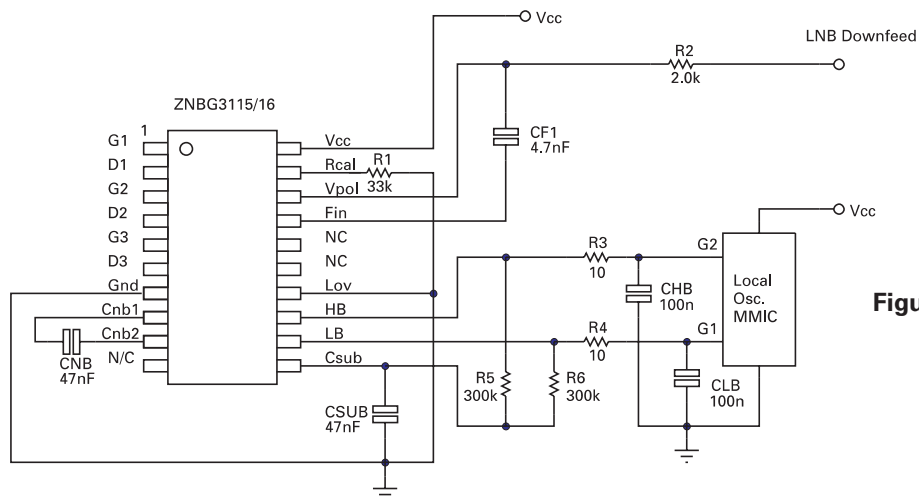 Vcc
LNB Downfeed
R2
2.0k
ZNBG3115/16
1
CF1
4.7nF
G1
Vcc
D1
Rcal
R1
33k
G2
Vpol
D2
Fin
G3
NC
D3
NC
Gnd
Lov
Cnb1
HB
Cnb2
LB
N/C
Csub
CNB
47nF
CSUB
47nF
R3
10
G2
Vcc
CHB
100n
Local
Osc.
MMIC
R4
10
G1
R5
300k
R6
300k
CLB
100n
Figu